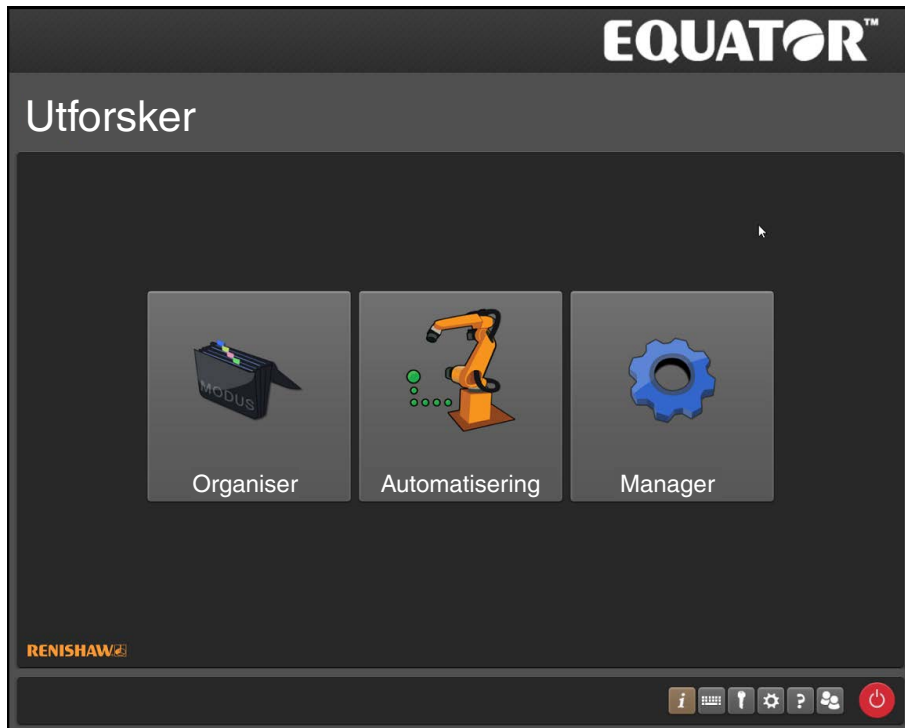 EQUATOR™
Utforsker
MODUS
Organiser
Automatisering
Manager
RENISHAW
i
?